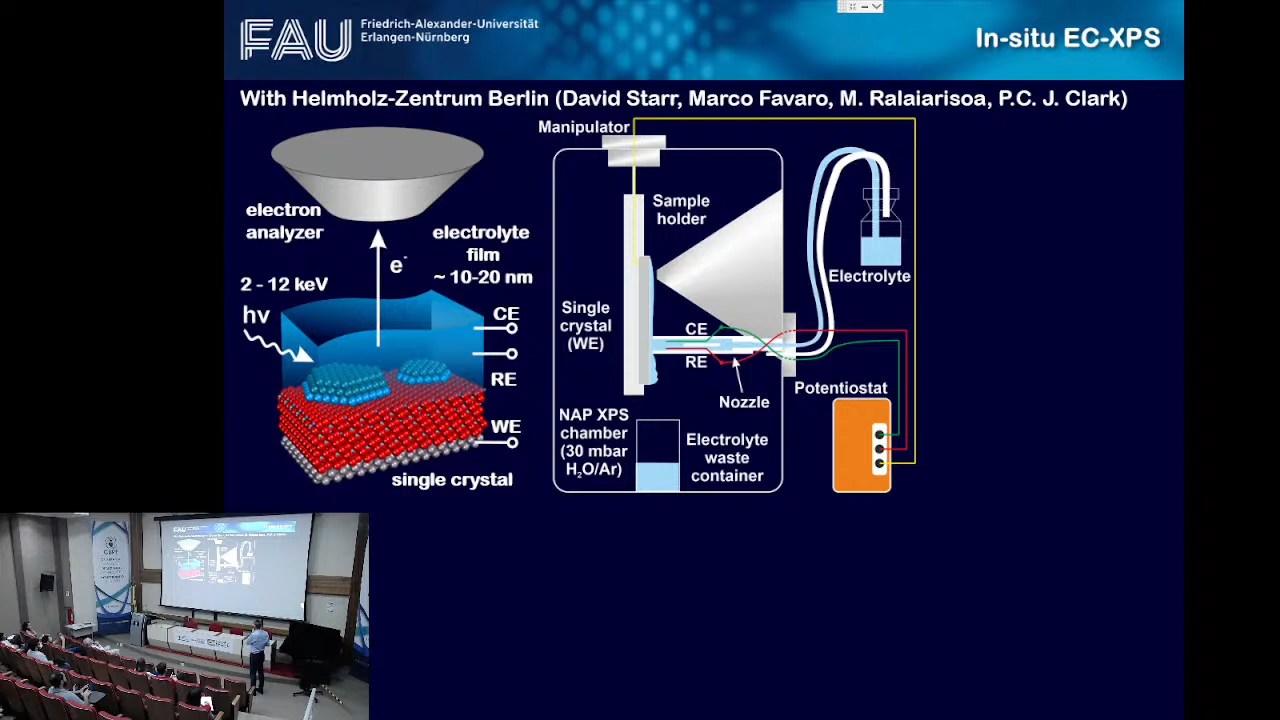 FAU
Friedrich-Alexander-Universität
Erlangen-Nürnberg
In-situ EC-XPS
With Helmholz-Zentrum Berlin (David Starr, Marco Favaro, M. Ralaiarisoa, P.C. J. Clark)
electron
analyzer
e-
electrolyte
film
~ 10-20 nm
2 - 12 keV
hν
CE
RE
WE
single crystal
Manipulator
Sample
holder
Single
crystal
(WE)
CE
RE
Nozzle
NAP XPS
chamber
(30 mbar
H2O/Ar)
Electrolyte
waste
container
Electrolyte
Potentiostat
FAU